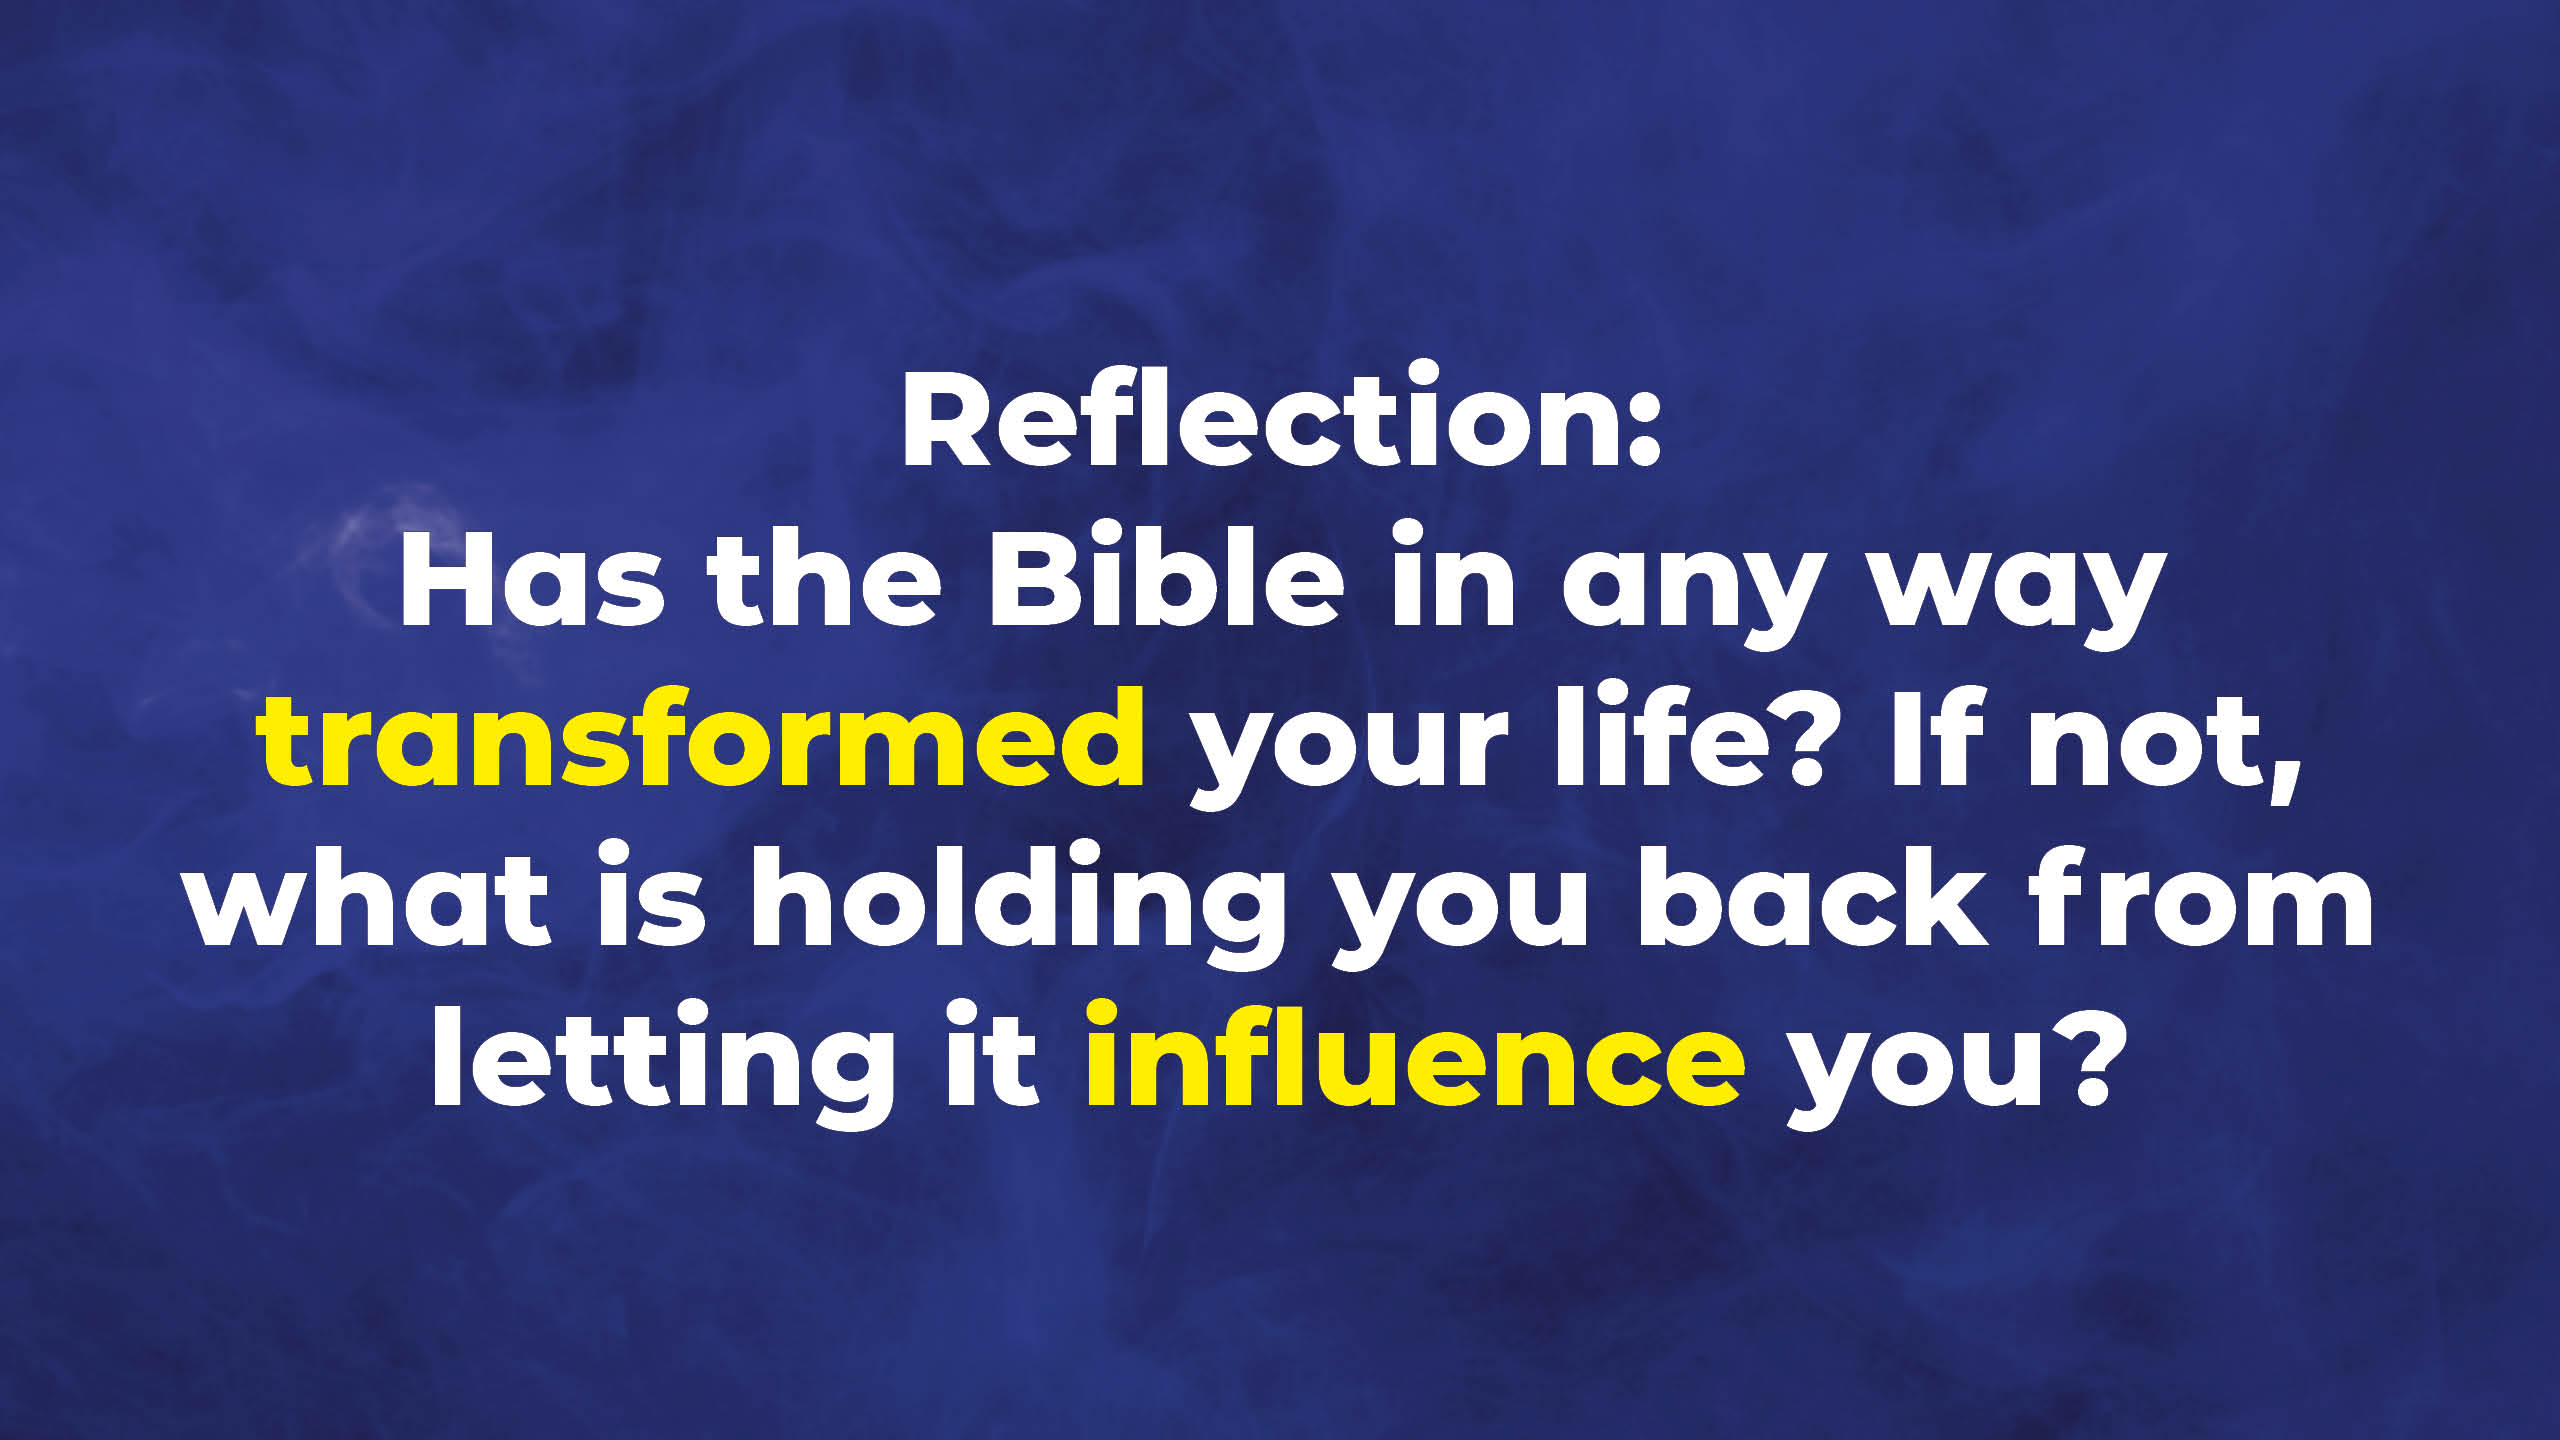 Reflection:
Has the Bible in any way
transformed your life? If not,
what is holding you back from
letting it influence you?